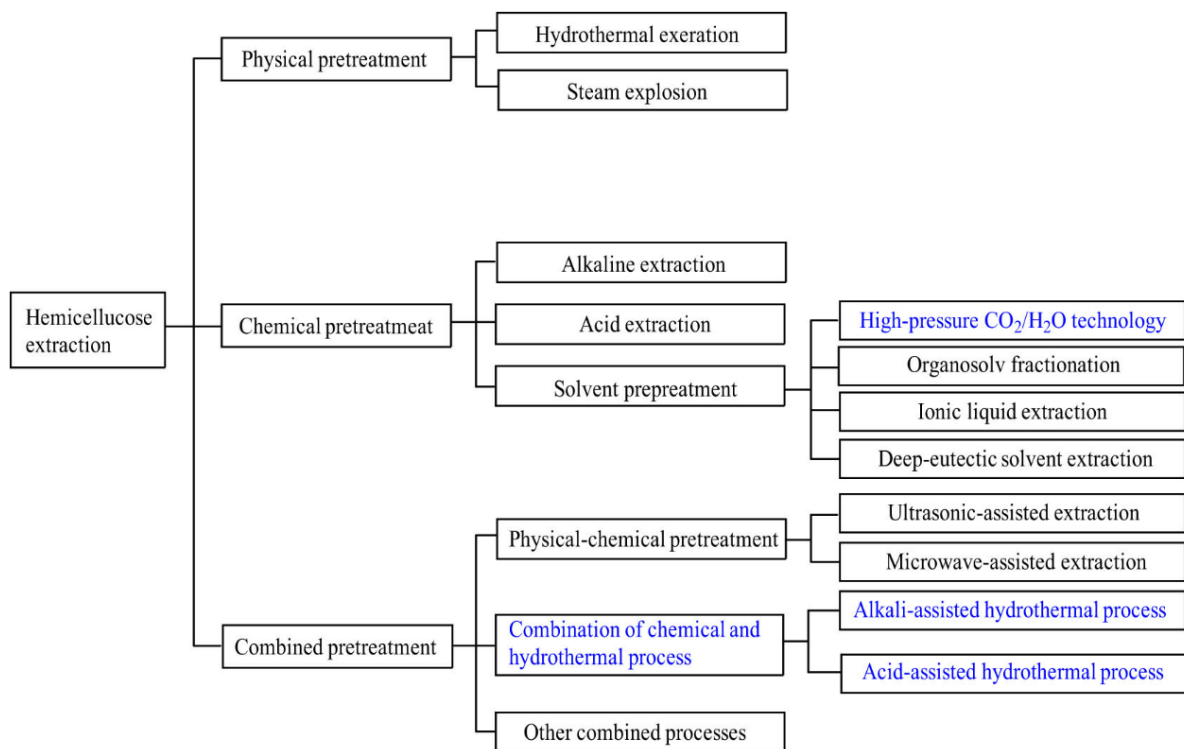 Hydrothermal exeration
Physical pretreatment
Steam explosion
Alkaline extraction
Hemicellucose
extraction
Chemical pretreatmeat
Acid extraction
High-pressure CO₂/H₂O technology
Organosolv fractionation
Solvent prepreatment
Ionic liquid extraction
Deep-eutectic solvent extraction
Ultrasonic-assisted extraction
Physical-chemical pretreatment
Microwave-assisted extraction
Alkali-assisted hydrothermal process
Combined pretreatment
Combination of chemical and
hydrothermal process
Acid-assisted hydrothermal process
Other combined processes